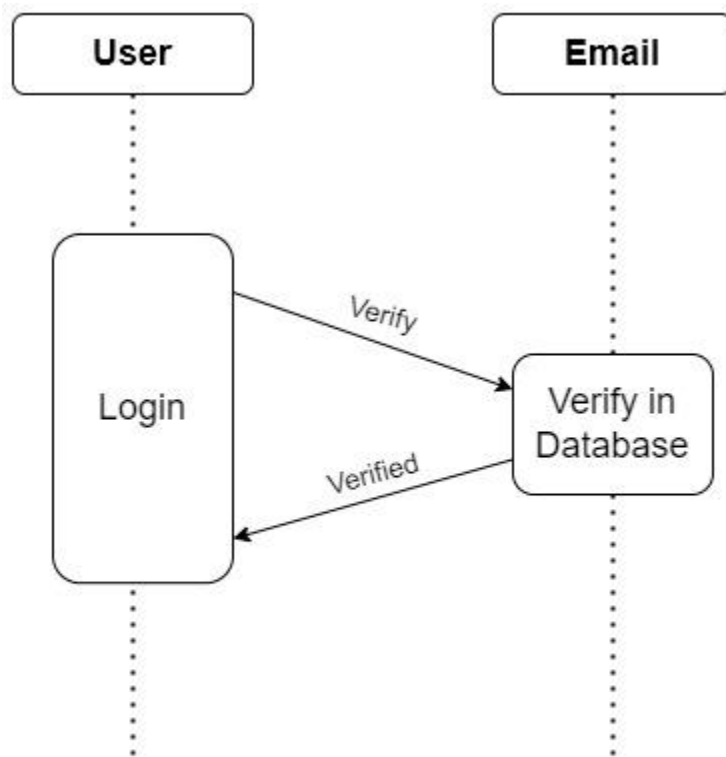 User
Email
Verify
Login
Verify in
Database
Verified